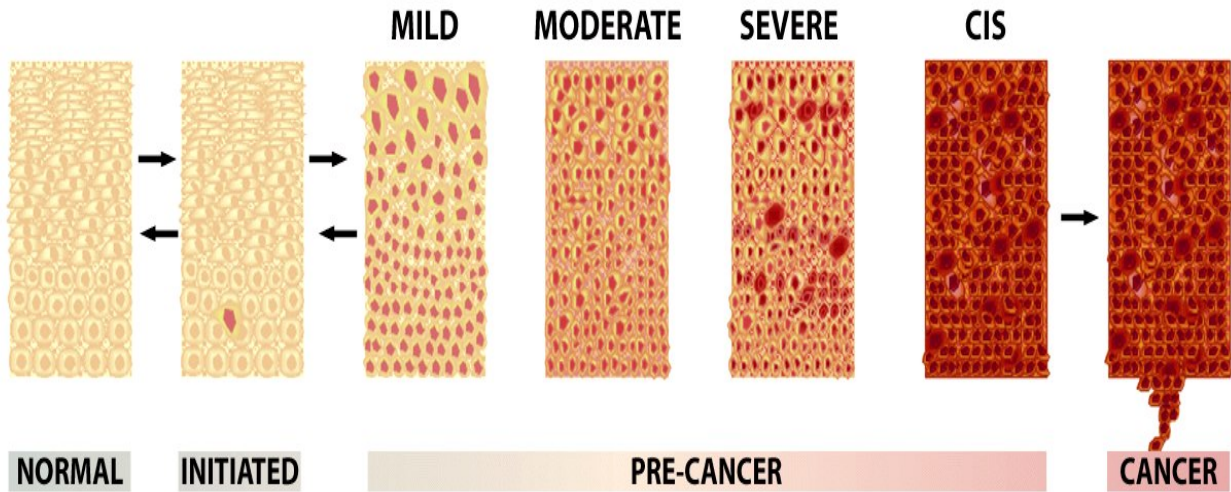 MILD MODERATE SEVERE CIS
NORMAL INITIATED PRE-CANCER CANCER